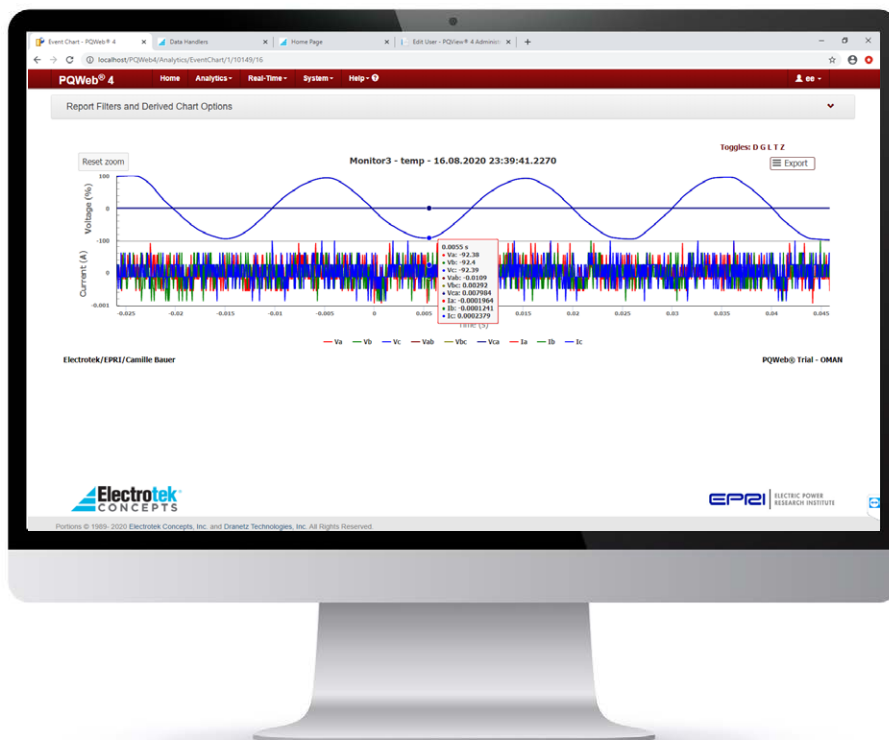 Event Chart - PQWeb® 4
Data Handlers
Home Page
Edit User - PQView® 4 Administ
localhost/PQWeb4/Analytics/EventChart/1/10149/16
PQWeb® 4 Home Analytics Real-Time System Help ee
Report Filters and Derived Chart Options
Toggles: D G L T Z
Reset zoom
Monitor3 - temp - 16.08.2020 23:39:41.2270
Export
Voltage (%)
100
0
-100
Current (A)
0
-0.001
0.0055 s
Va: -92.38
Vb: -92.4
Vc: -92.39
Vab: -0.0109
Vbc: 0.00292
Vca: 0.007984
Ia: -0.0001964
Ib: -0.0001241
Ic: 0.0002379
-0.025 -0.02 -0.015 -0.01 -0.005 0 0.005 0.015 0.02 0.025 0.03 0.035 0.04 0.045
Time (s)
Va Vb Vc Vab Vbc Vca Ia Ib Ic
Electrotek/EPRI/Camille Bauer
PQWeb® Trial - OMAN
Electrotek
CONCEPTS
EPRI
ELECTRIC POWER
RESEARCH INSTITUTE
Portions © 1989- 2020 Electrotek Concepts, Inc. and Dranetz Technologies, Inc. All Rights Reserved.